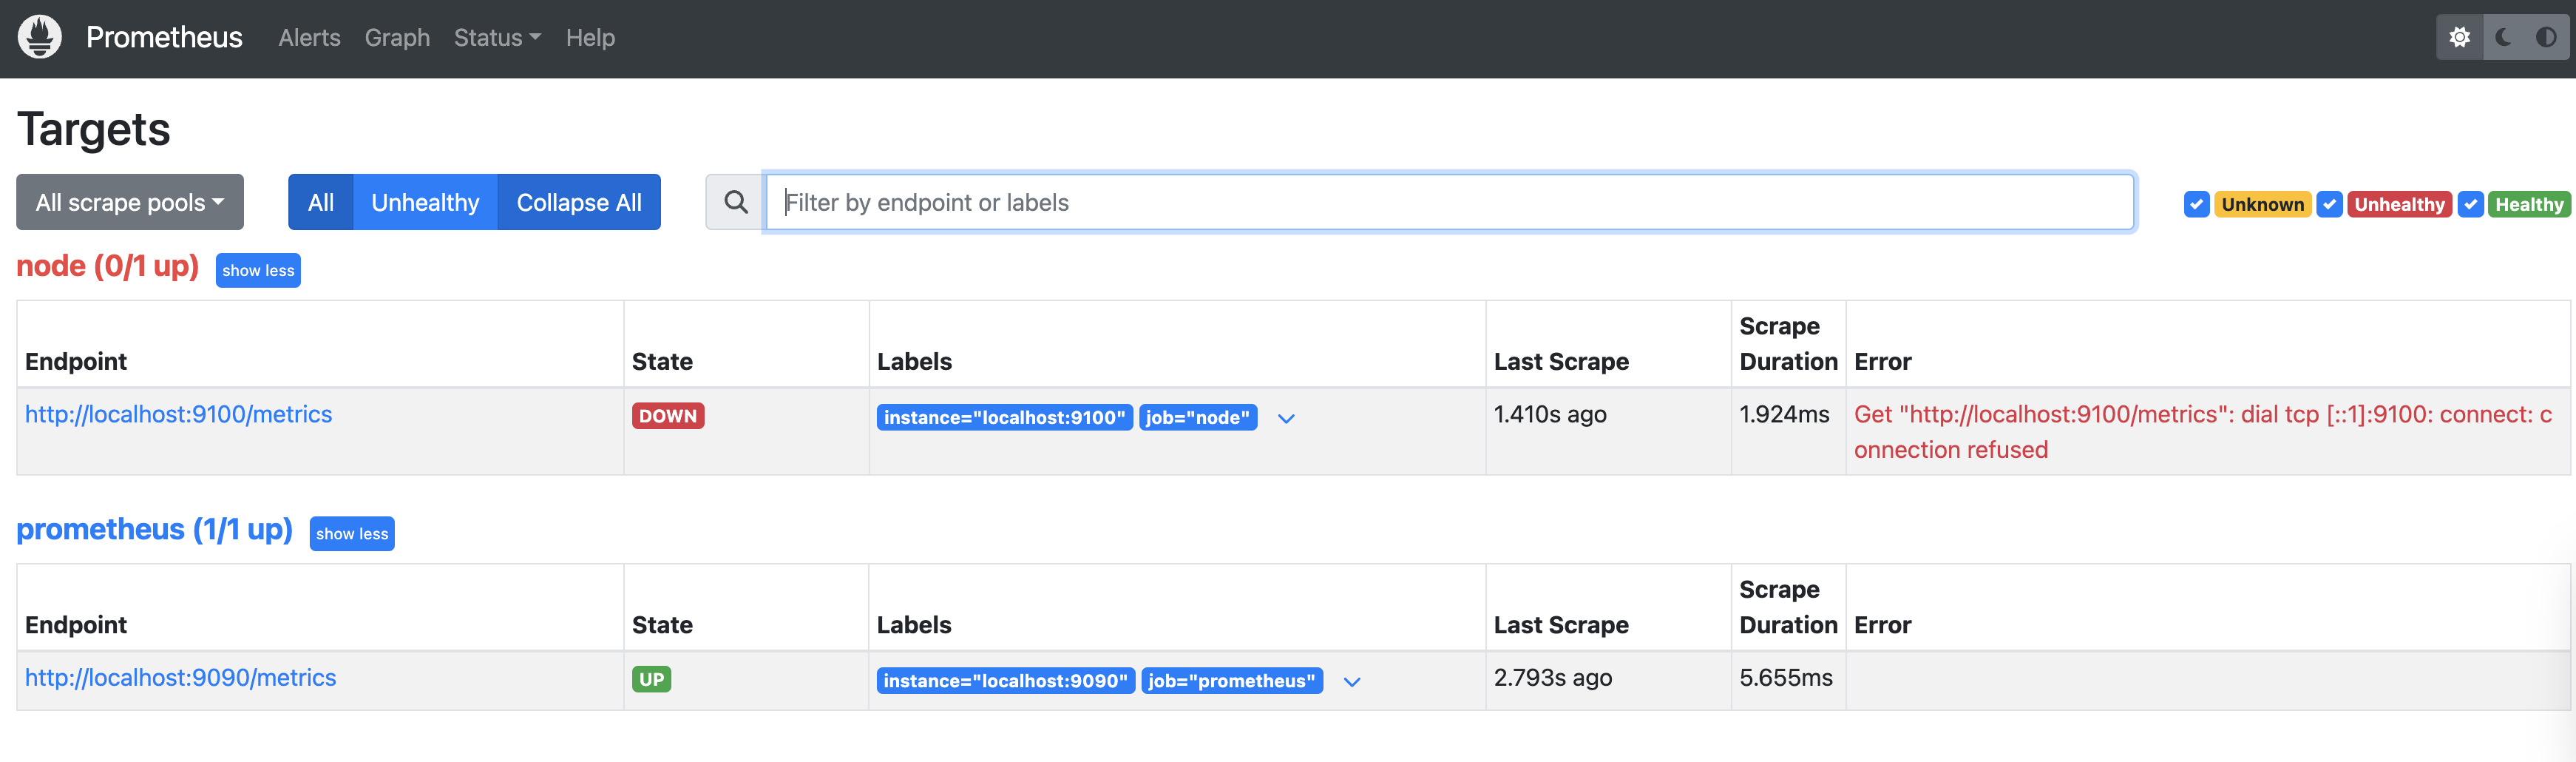 Prometheus Alerts Graph Status Help
Targets
All scrape pools All Unhealthy Collapse All Filter by endpoint or labels Unknown Unhealthy Healthy
node (0/1 up) show less
Endpoint State Labels Last Scrape Scrape Duration Error
http://localhost:9100/metrics DOWN instance="localhost:9100" job="node" 1.410s ago 1.924ms Get "http://localhost:9100/metrics": dial tcp [::1]:9100: connect: c
onnection refused
prometheus (1/1 up) show less
Endpoint State Labels Last Scrape Scrape Duration Error
http://localhost:9090/metrics UP instance="localhost:9090" job="prometheus" 2.793s ago 5.655ms